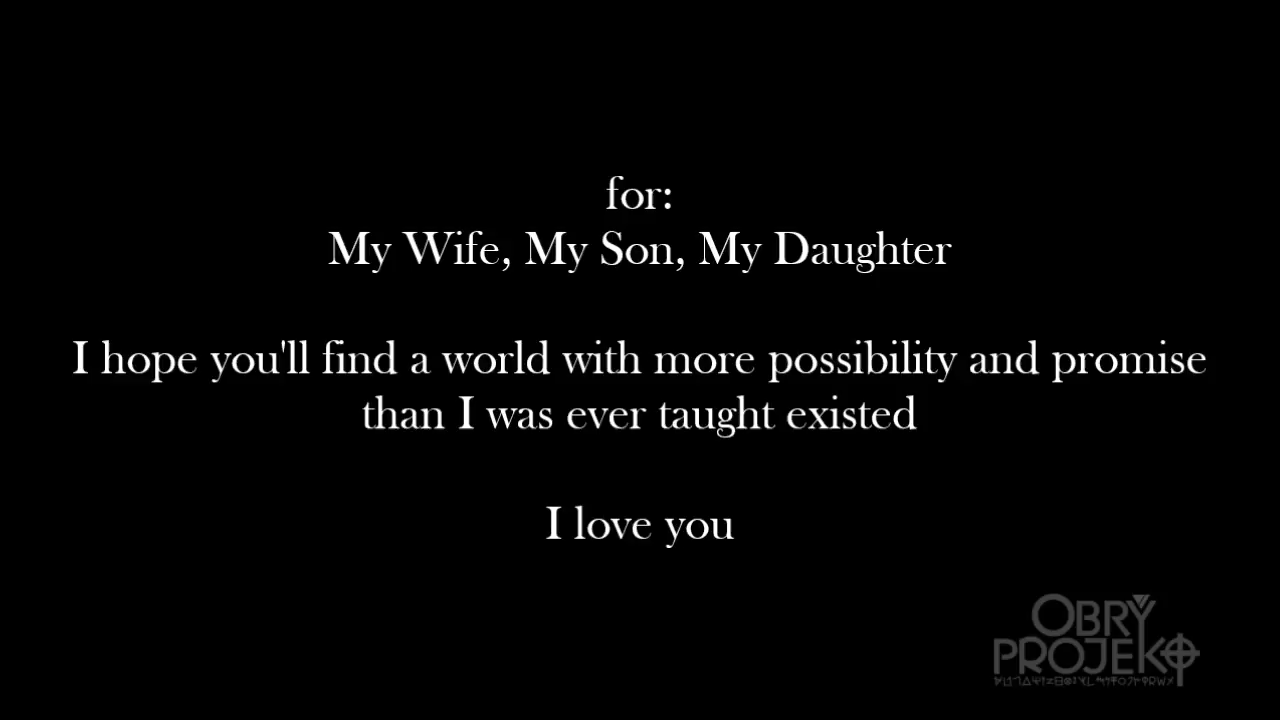 for:
My Wife, My Son, My Daughter
I hope you'll find a world with more possibility and promise
than I was ever taught existed
I love you
OBRY
PROJEKT